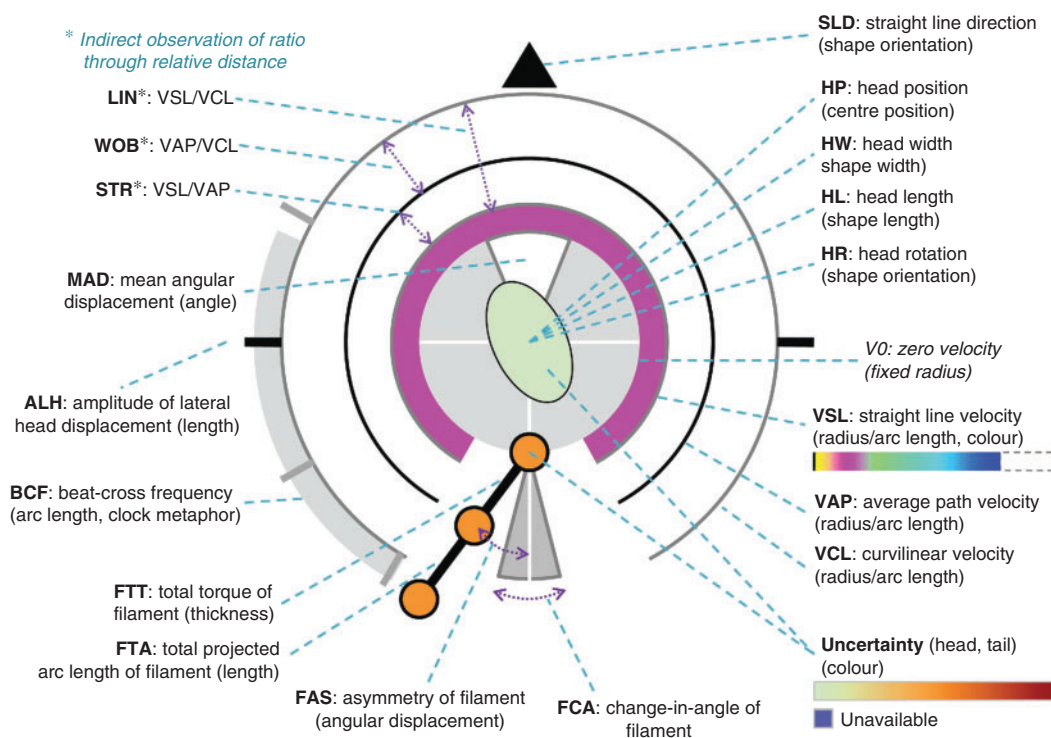 * Indirect observation of ratio
through relative distance
LIN*: VSL/VCL
WOB*: VAP/VCL
STR*: VSL/VAP
MAD: mean angular
displacement (angle)
ALH: amplitude of lateral
head displacement (length)
BCF: beat-cross frequency
(arc length, clock metaphor)
FTT: total torque of
filament (thickness)
FTA: total projected
arc length of filament (length)
FAS: asymmetry of filament
(angular displacement)
FCA: change-in-angle of
filament
SLD: straight line direction
(shape orientation)
HP: head position
(centre position)
HW: head width
shape width)
HL: head length
(shape length)
HR: head rotation
(shape orientation)
V0: zero velocity
(fixed radius)
VSL: straight line velocity
(radius/arc length, colour)
VAP: average path velocity
(radius/arc length)
VCL: curvilinear velocity
(radius/arc length)
Uncertainty (head, tail)
(colour)
Unavailable